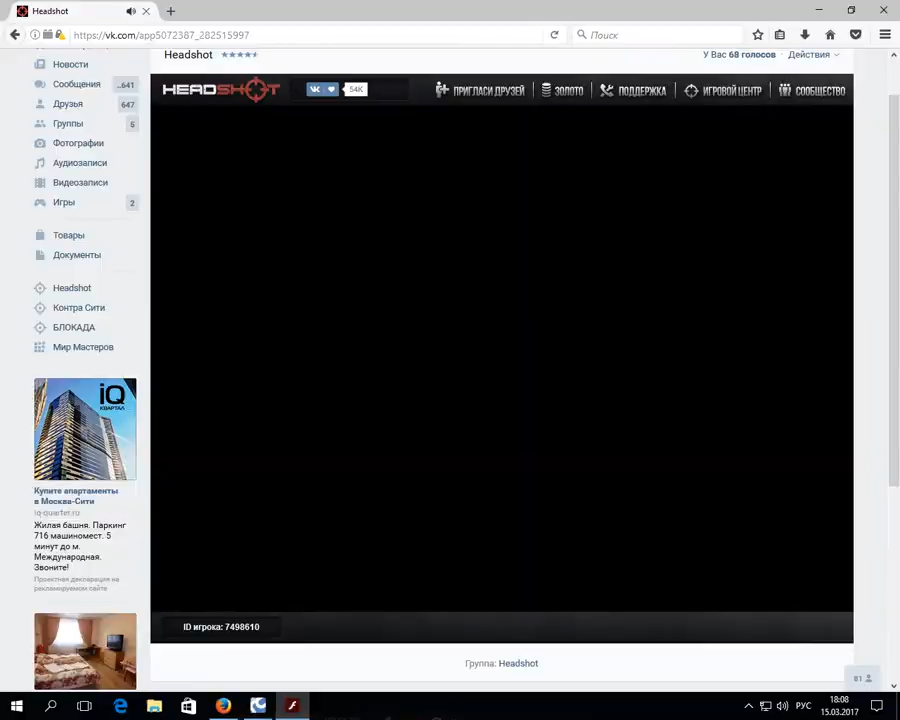 Headshot
https://vk.com/app5072387_282515997
Поиск
Headshot
У Вас 68 голосов · Действия
Новости
Сообщения ..641
Друзья 647
Группы 5
Фотографии
Аудиозаписи
Видеозаписи
Игры 2
Товары
Документы
Headshot
Контра Сити
БЛОКАДА
Мир Мастеров
HEADSHOT
54K
ПРИГЛАСИ ДРУЗЕЙ
ЗОЛОТО
ПОДДЕРЖКА
ИГРОВОЙ ЦЕНТР
СООБЩЕСТВО
iQ
КВАРТАЛ
Купите апартаменты
в Москва-Сити
iq-quarter.ru
Жилая башня. Паркинг
716 машиномест. 5
минут до м.
Международная.
Звоните!
Проектная декларация на
рекламируемом сайте
ID игрока: 7498610
Группа: Headshot
81
РУС
18:08
15.03.2017